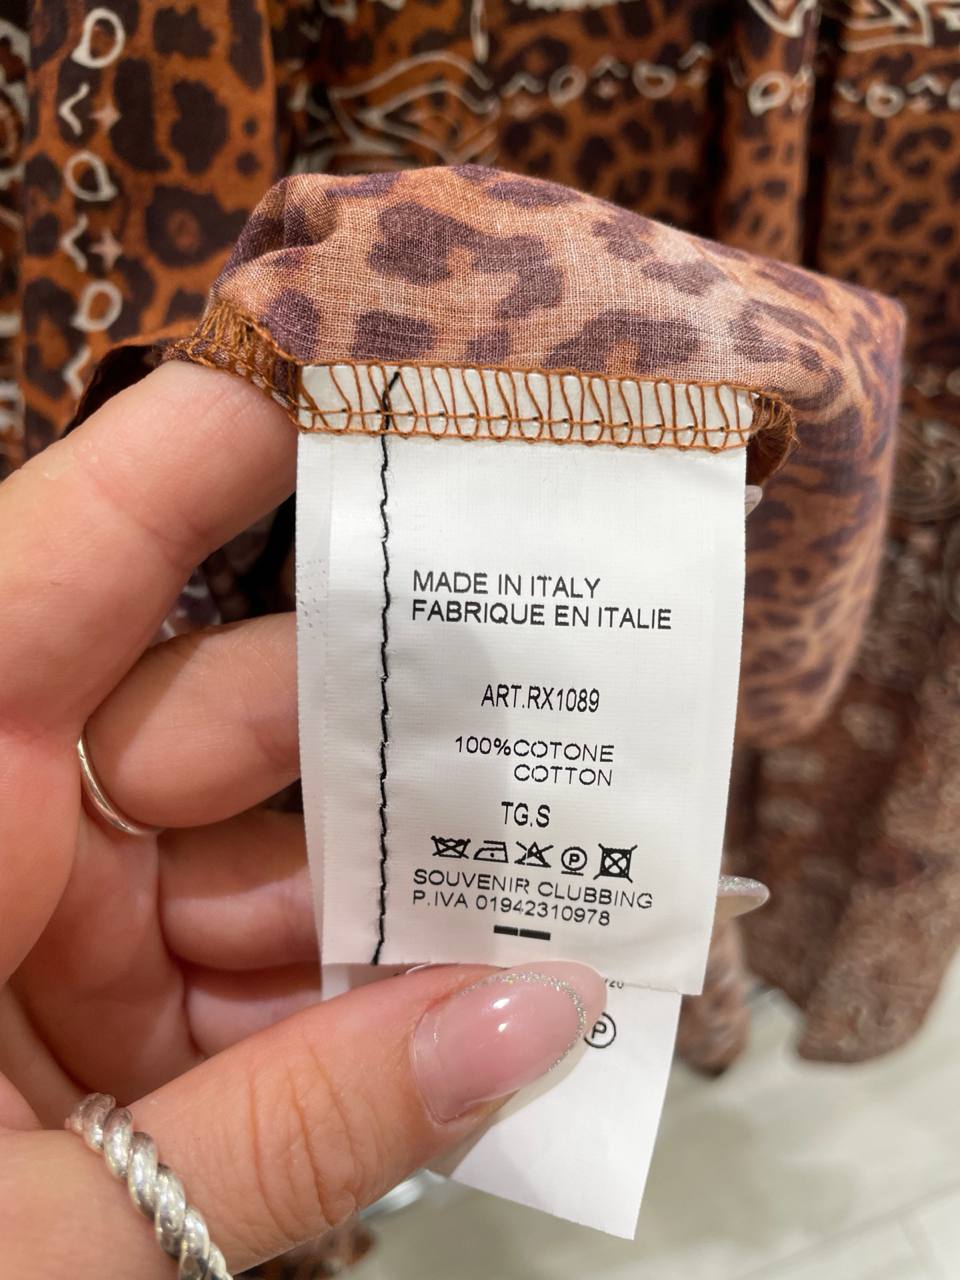 MADE IN ITALY
FABRIQUE EN ITALIE
ART.RX1089
100%COTONE
COTTON
TG.S
P
SOUVENIR CLUBBING
P.IVA 01942310978
P